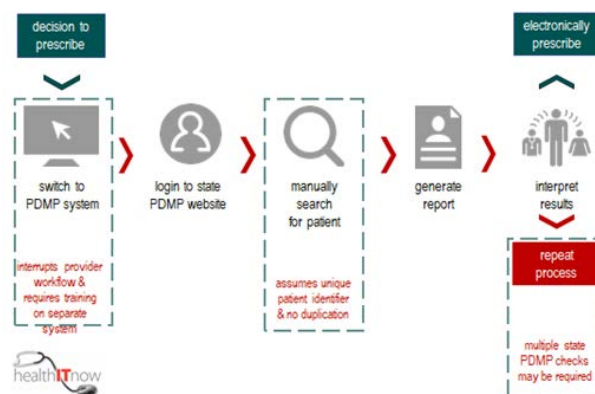 decision to
prescribe
electronically
prescribe
switch to
PDMP system
login to state
PDMP website
manually
search
for patient
generate
report
interpret
results
interrupts provider
workflow &
requires training
on separate
system
assumes unique
patient identifier
& no duplication
repeat
process
multiple state
PDMP checks
may be required
healthITnow